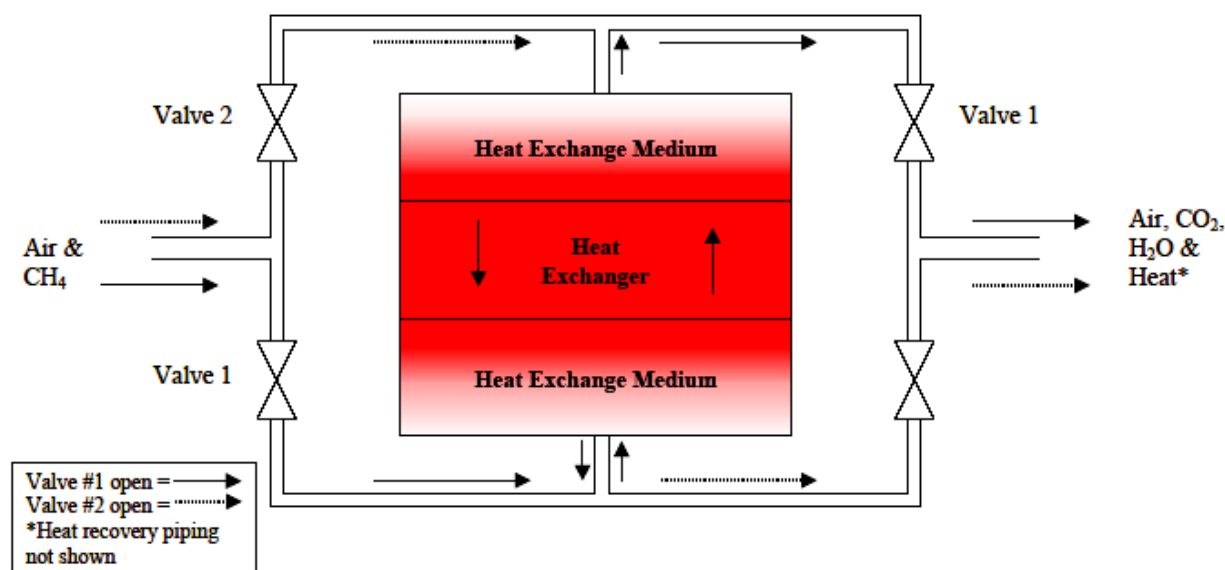 Valve 2
Valve 1
Heat Exchange Medium
Air &
CH₄
Heat
Exchanger
Air, CO₂,
H₂O &
Heat*
Valve 1
Heat Exchange Medium
Valve #1 open =
Valve #2 open =
*Heat recovery piping
not shown